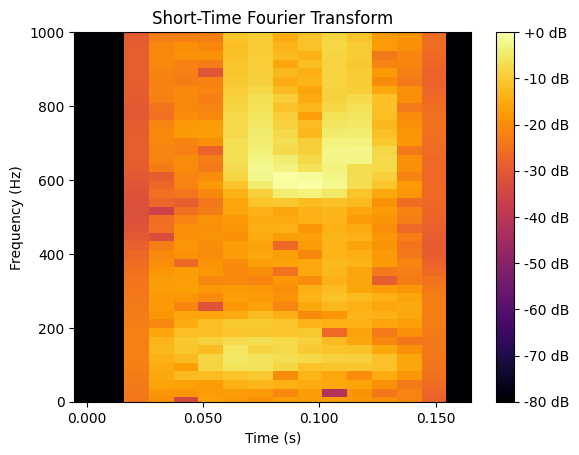 Short-Time Fourier Transform
1000
800
600
400
200
0
Frequency (Hz)
0.000
0.050
0.100
0.150
Time (s)
+0 dB
-10 dB
-20 dB
-30 dB
-40 dB
-50 dB
-60 dB
-70 dB
-80 dB